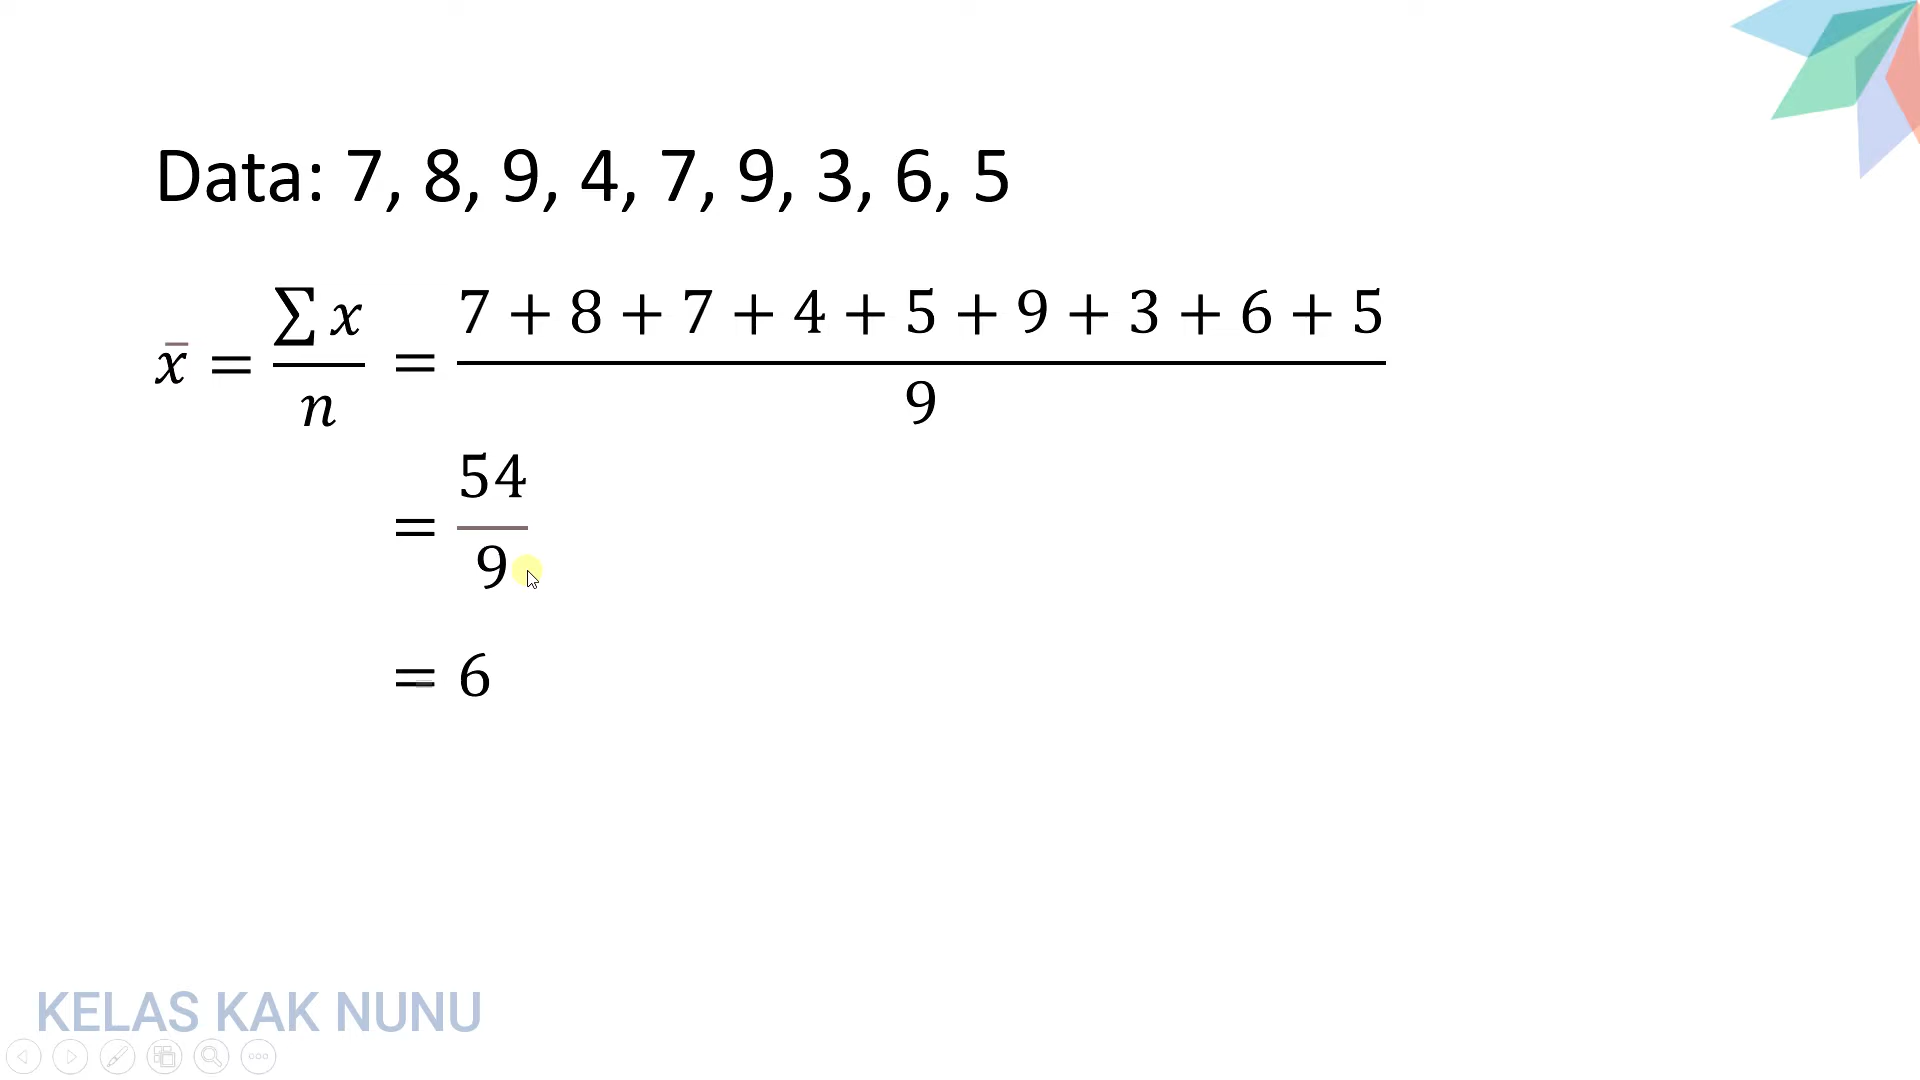 Data: 7, 8, 9, 4, 7, 9, 3, 6, 5
x̄ = ∑x / n = 7 + 8 + 7 + 4 + 5 + 9 + 3 + 6 + 5 / 9
= 54 / 9
= 6
KELAS KAK NUNU